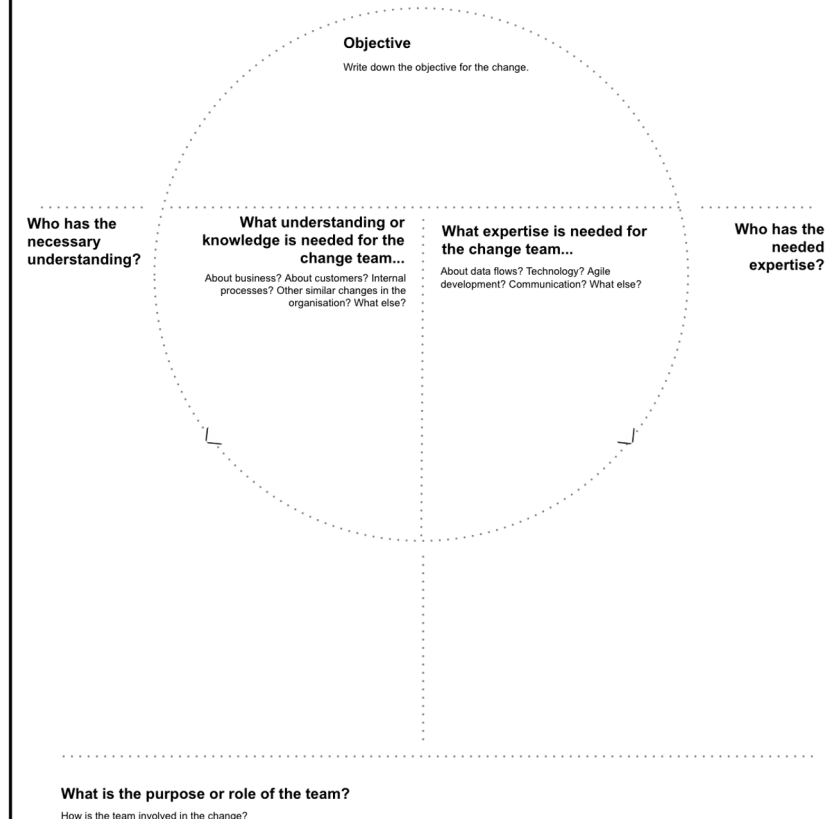 Objective
Write down the objective for the change.
Who has the
necessary
understanding?
What understanding or
knowledge is needed for the
change team...
About business? About customers? Internal
processes? Other similar changes in the
organisation? What else?
What expertise is needed for
the change team...
About data flows? Technology? Agile
development? Communication? What else?
Who has the
needed
expertise?
What is the purpose or role of the team?
How is the team involved in the change?